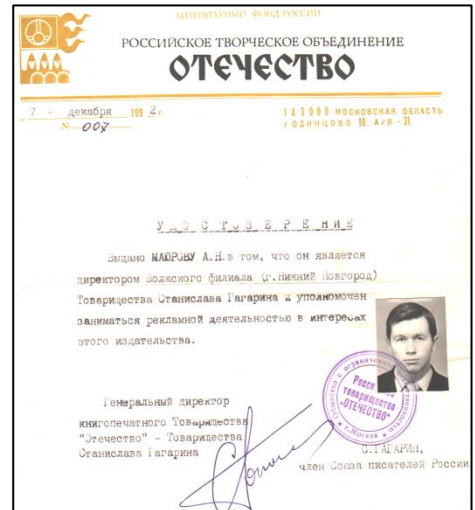 ЛИТЕРАТУРНЫЙ ФОНД РОССИИ
РОССИЙСКОЕ ТВОРЧЕСКОЕ ОБЪЕДИНЕНИЕ
ОТЕЧЕСТВО
7 - декабря 1992г.
№ 007
143000 МОСКОВСКАЯ ОБЛАСТЬ
г ОДИНЦОВО 10. А/Я - 31
УДОСТОВЕРЕНИЕ
Выдано МАЮРОВУ А.Н. в том, что он является
директором Волжского филиала (г.Нижний Новгород)
Товарищества Станислава Гагарина и уполномочен
заниматься рекламной деятельностью в интересах
этого издательства.
Генеральный директор
книгопечатного Товарищества
"Отечество" - Товарищества
Станислава Гагарина
С.ГАГАРИН,
член Союза писателей России
товарищество
"ОТЕЧЕСТВО"
г.Москва